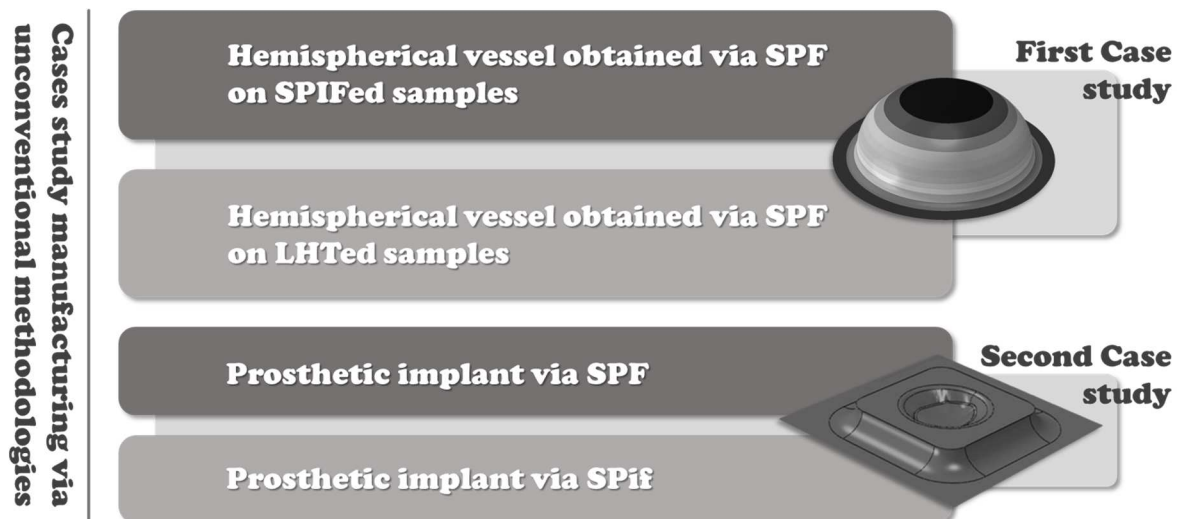 Cases study manufacturing via
unconventional methodologies
Hemispherical vessel obtained via SPF
on SPIFed samples
First Case
study
Hemispherical vessel obtained via SPF
on LHTed samples
Prosthetic implant via SPF
Second Case
study
Prosthetic implant via SPif